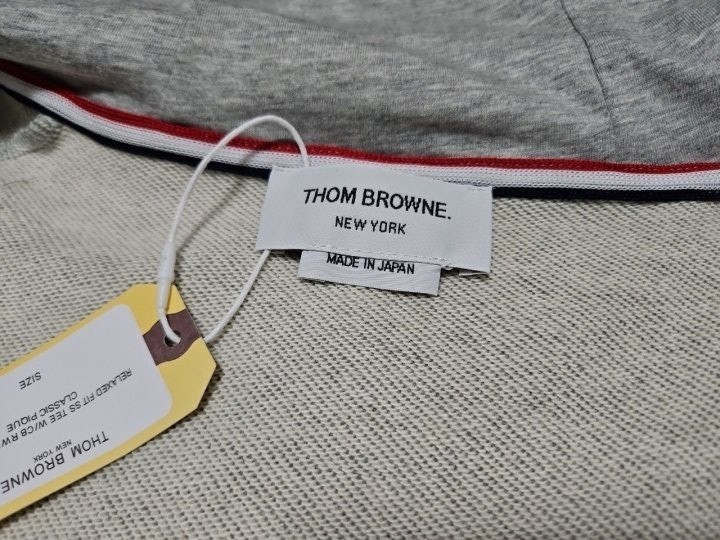 THOM BROWNE.
NEW YORK
MADE IN JAPAN
THOM BROWNE
NEW YORK
RELAXED FIT SS TEE W/CB RW
CLASSIC PIQUE
SIZE